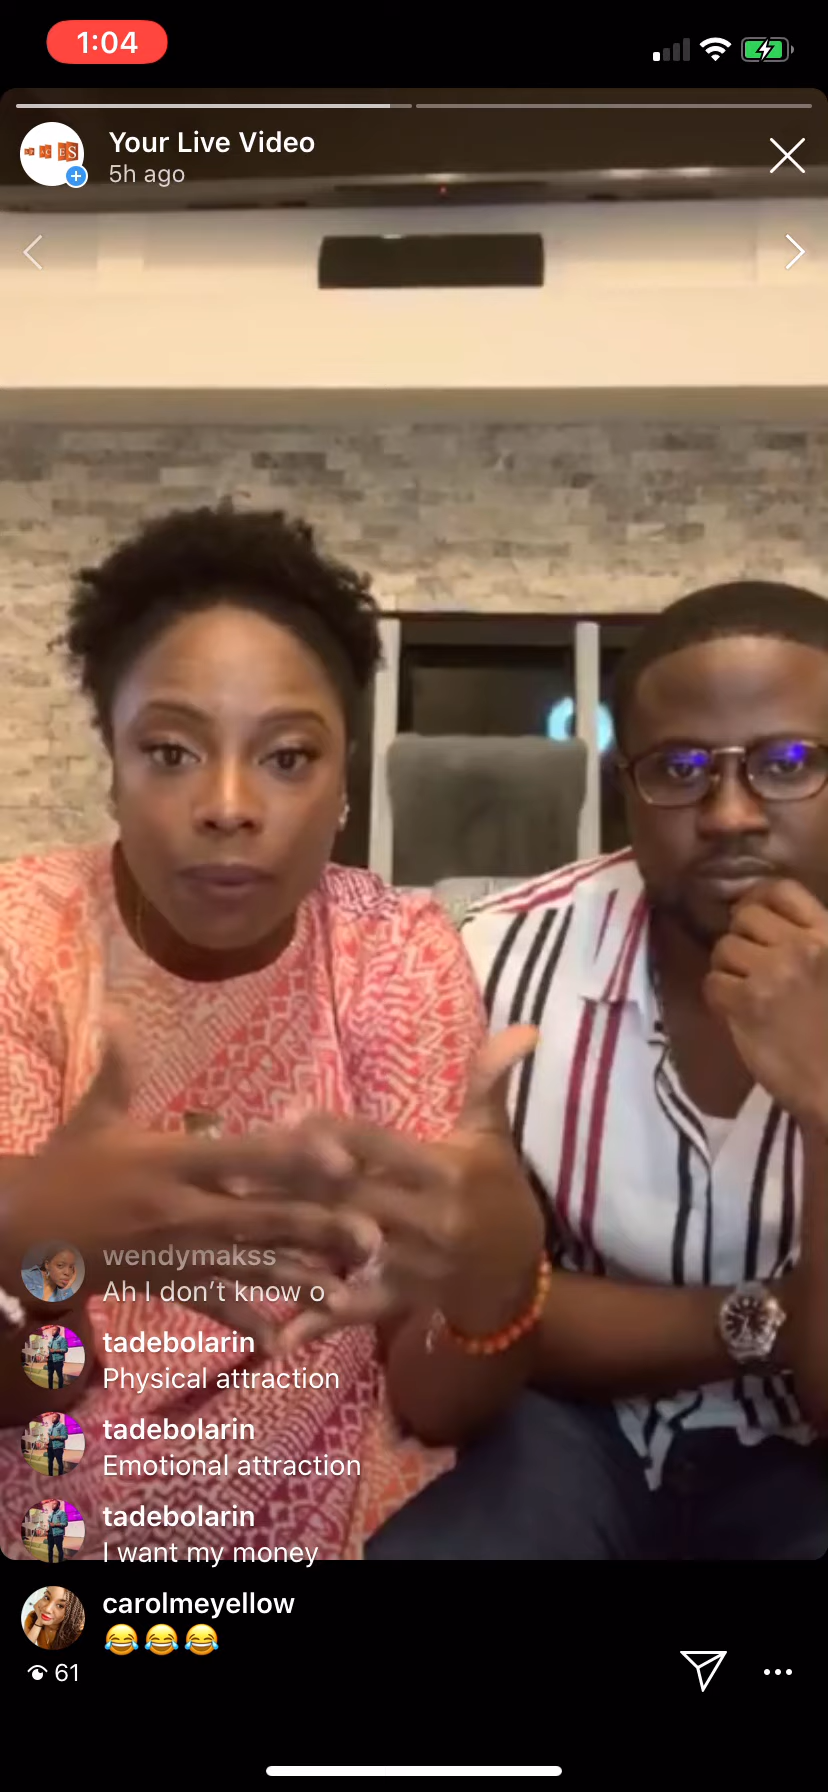 1:04
Your Live Video
5h ago
wendymakss
Ah I don't know o
tadebolarin
Physical attraction
tadebolarin
Emotional attraction
tadebolarin
I want my money
carolmeyellow
😂😂😂
61